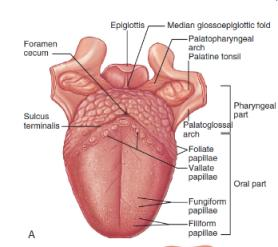 Epiglottis
Median glossoepiglottic fold
Foramen
cecum
Palatopharyngeal
arch
Palatine tonsil
Pharyngeal
part
Sulcus
terminalis
Palatoglossal
arch
Foliate
papillae
Vallate
papillae
Oral part
Fungiform
papillae
Filiform
papillae
A